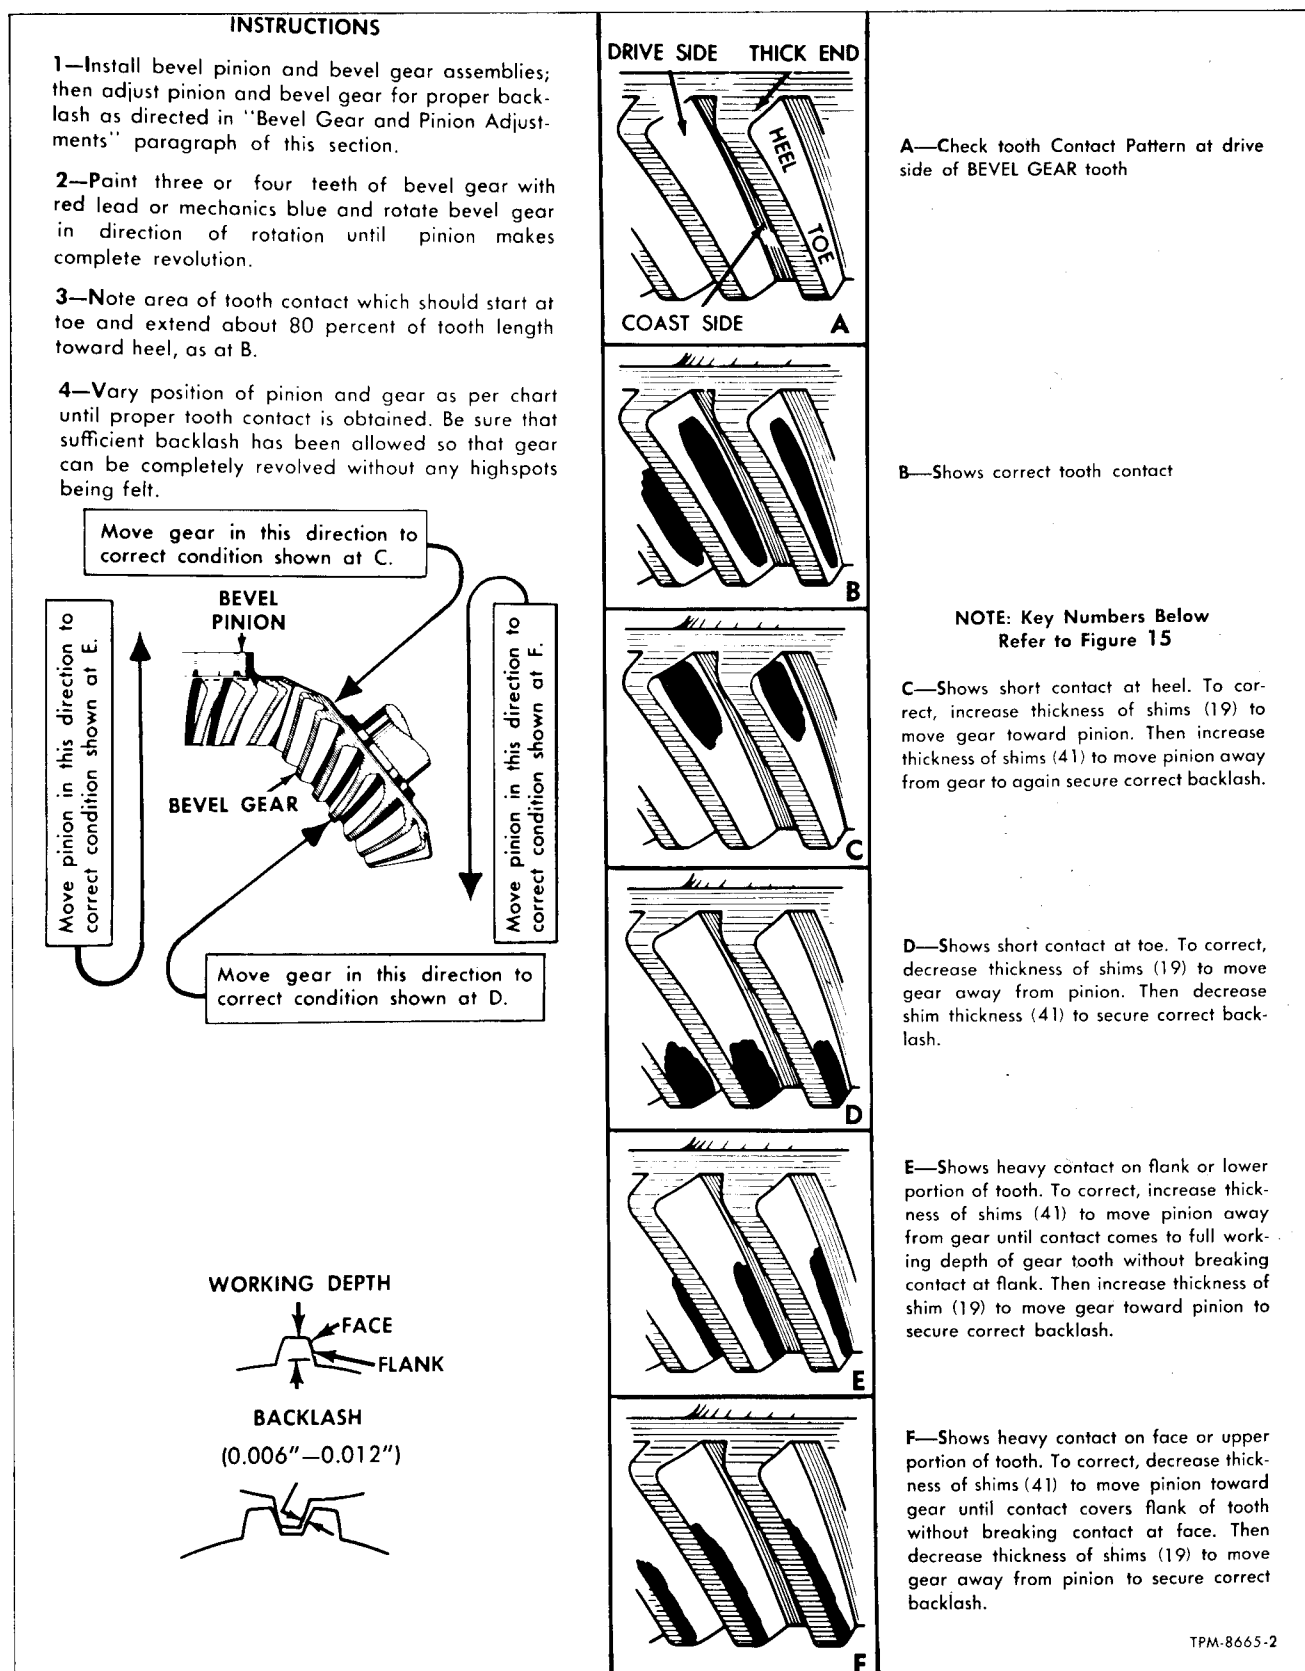 INSTRUCTIONS
1—Install bevel pinion and bevel gear assemblies;
then adjust pinion and bevel gear for proper back-
lash as directed in "Bevel Gear and Pinion Adjust-
ments" paragraph of this section.
2—Paint three or four teeth of bevel gear with
red lead or mechanics blue and rotate bevel gear
in direction of rotation until pinion makes
complete revolution.
3—Note area of tooth contact which should start at
toe and extend about 80 percent of tooth length
toward heel, as at B.
4—Vary position of pinion and gear as per chart
until proper tooth contact is obtained. Be sure that
sufficient backlash has been allowed so that gear
can be completely revolved without any highspots
being felt.
Move gear in this direction to
correct condition shown at C.
BEVEL
PINION
Move pinion in this direction to
correct condition shown at E.
Move pinion in this direction to
correct condition shown at F.
BEVEL GEAR
Move gear in this direction to
correct condition shown at D.
WORKING DEPTH
FACE
FLANK
BACKLASH
(0.006"—0.012")
DRIVE SIDE THICK END
HEEL
TOE
COAST SIDE
A
B
C
D
E
F
A—Check tooth Contact Pattern at drive
side of BEVEL GEAR tooth
B—Shows correct tooth contact
NOTE: Key Numbers Below
Refer to Figure 15
C—Shows short contact at heel. To cor-
rect, increase thickness of shims (19) to
move gear toward pinion. Then increase
thickness of shims (41) to move pinion away
from gear to again secure correct backlash.
D—Shows short contact at toe. To correct,
decrease thickness of shims (19) to move
gear away from pinion. Then decrease
shim thickness (41) to secure correct back-
lash.
E—Shows heavy contact on flank or lower
portion of tooth. To correct, increase thick-
ness of shims (41) to move pinion away
from gear until contact comes to full work-
ing depth of gear tooth without breaking
contact at flank. Then increase thickness of
shim (19) to move gear toward pinion to
secure correct backlash.
F—Shows heavy contact on face or upper
portion of tooth. To correct, decrease thick-
ness of shims (41) to move pinion toward
gear until contact covers flank of tooth
without breaking contact at face. Then
decrease thickness of shims (19) to move
gear away from pinion to secure correct
backlash.
TPM-8665-2